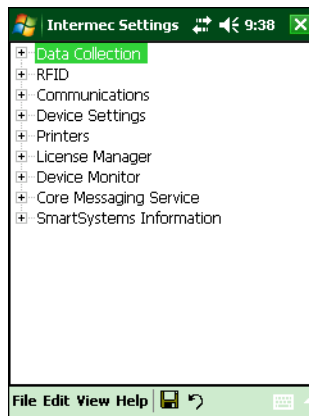 Intermec Settings 9:38
Data Collection
RFID
Communications
Device Settings
Printers
License Manager
Device Monitor
Core Messaging Service
SmartSystems Information
File Edit View Help